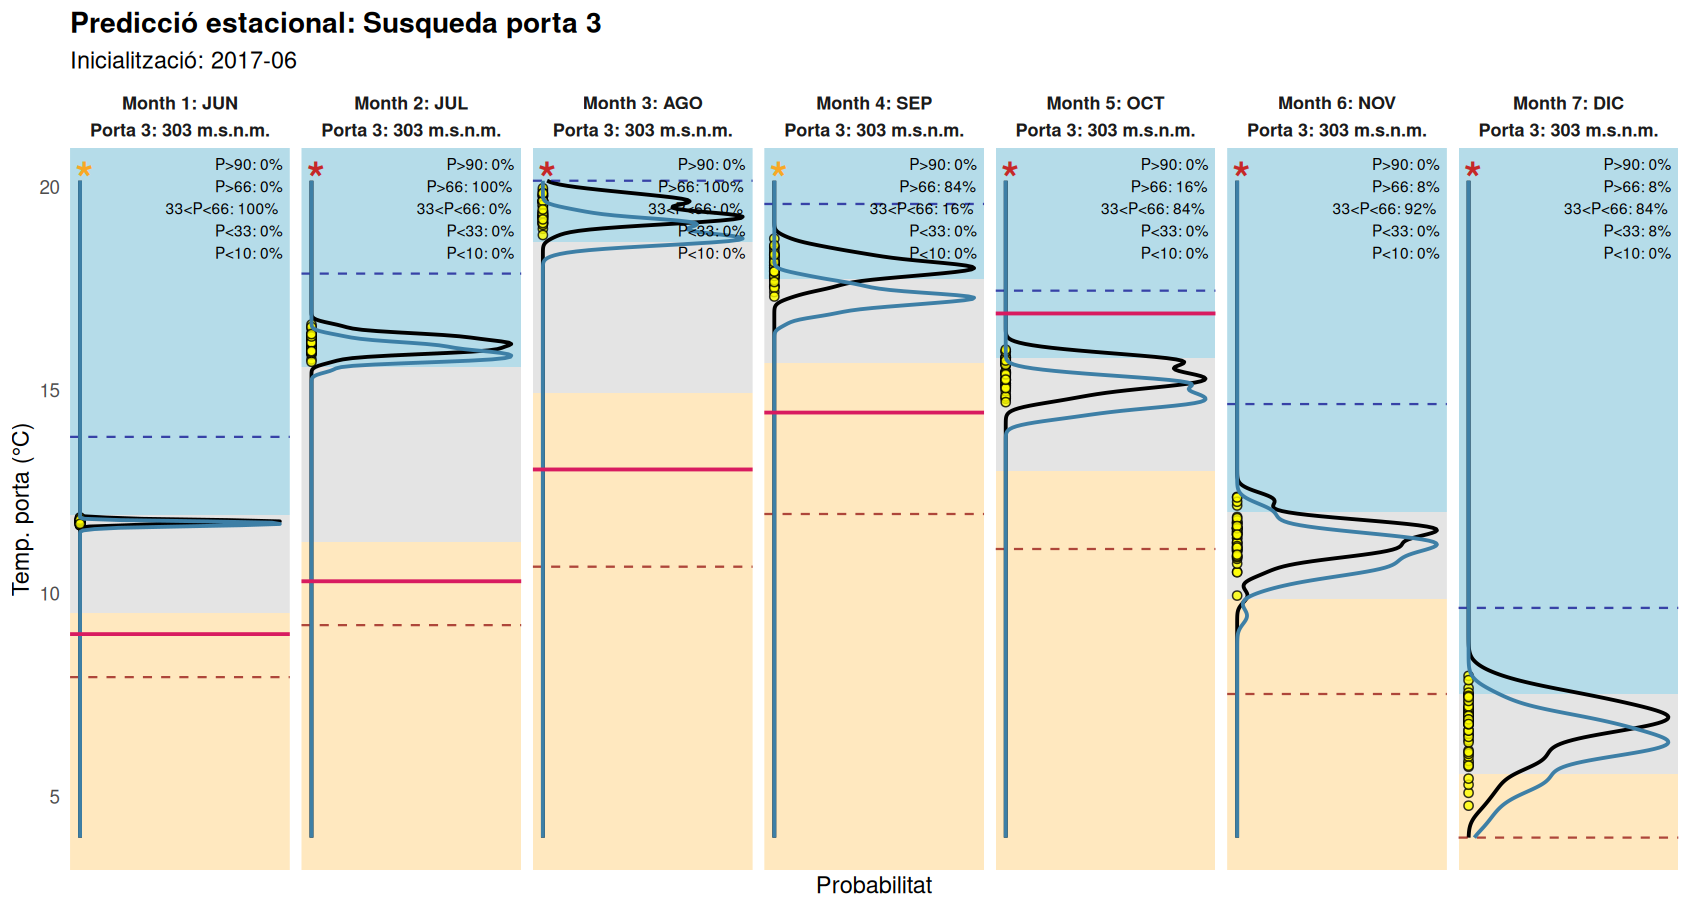 Predicció estacional: Susqueda porta 3
Inicialització: 2017-06
Month 1: JUN
Porta 3: 303 m.s.n.m.
Month 2: JUL
Porta 3: 303 m.s.n.m.
Month 3: AGO
Porta 3: 303 m.s.n.m.
Month 4: SEP
Porta 3: 303 m.s.n.m.
Month 5: OCT
Porta 3: 303 m.s.n.m.
Month 6: NOV
Porta 3: 303 m.s.n.m.
Month 7: DIC
Porta 3: 303 m.s.n.m.
*
P>90: 0%
P>66: 0%
33<P<66: 100%
P<33: 0%
P<10: 0%
*
P>90: 0%
P>66: 100%
33<P<66: 0%
P<33: 0%
P<10: 0%
*
P>90: 0%
P>66: 100%
33<P<66: 0%
P<33: 0%
P<10: 0%
*
P>90: 0%
P>66: 84%
33<P<66: 16%
P<33: 0%
P<10: 0%
*
P>90: 0%
P>66: 16%
33<P<66: 84%
P<33: 0%
P<10: 0%
*
P>90: 0%
P>66: 8%
33<P<66: 92%
P<33: 0%
P<10: 0%
*
P>90: 0%
P>66: 8%
33<P<66: 84%
P<33: 8%
P<10: 0%
Temp. porta (°C)
20
15
10
5
Probabilitat